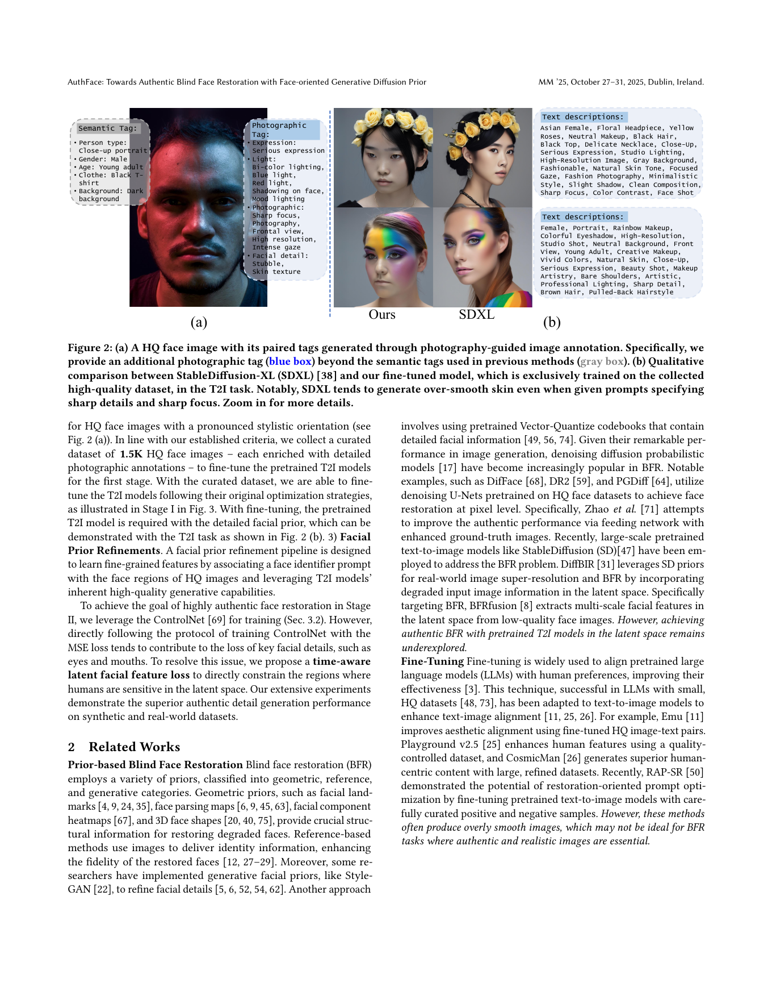 AuthFace: Towards Authentic Blind Face Restoration with Face-oriented Generative Diffusion Prior
MM '25, October 27–31, 2025, Dublin, Ireland.
Semantic Tag:
• Person type:
Close-up portrait
• Gender: Male
• Age: Young adult
• Clothe: Black T-
shirt
• Background: Dark
background
Photographic
Tag:
• Expression:
Serious expression
• Light:
Bi-color lighting,
Blue light,
Red light,
Shadowing on face,
Mood lighting
• Photographic:
Sharp focus,
Photography,
Frontal view,
High resolution,
Intense gaze
• Facial detail:
Stubble,
Skin texture
(a)
Ours
SDXL
Text descriptions:
Asian Female, Floral Headpiece, Yellow
Roses, Neutral Makeup, Black Hair,
Black Top, Delicate Necklace, Close-Up,
Serious Expression, Studio Lighting,
High-Resolution Image, Gray Background,
Fashionable, Natural Skin Tone, Focused
Gaze, Fashion Photography, Minimalistic
Style, Slight Shadow, Clean Composition,
Sharp Focus, Color Contrast, Face Shot
Text descriptions:
Female, Portrait, Rainbow Makeup,
Colorful Eyeshadow, High-Resolution,
Studio Shot, Neutral Background, Front
View, Young Adult, Creative Makeup,
Vivid Colors, Natural Skin, Close-Up,
Serious Expression, Beauty Shot, Makeup
Artistry, Bare Shoulders, Artistic,
Professional Lighting, Sharp Detail,
Brown Hair, Pulled-Back Hairstyle
(b)
Figure 2: (a) A HQ face image with its paired tags generated through photography-guided image annotation. Specifically, we
provide an additional photographic tag (blue box) beyond the semantic tags used in previous methods (gray box). (b) Qualitative
comparison between StableDiffusion-XL (SDXL) [38] and our fine-tuned model, which is exclusively trained on the collected
high-quality dataset, in the T2I task. Notably, SDXL tends to generate over-smooth skin even when given prompts specifying
sharp details and sharp focus. Zoom in for more details.
for HQ face images with a pronounced stylistic orientation (see
Fig. 2 (a)). In line with our established criteria, we collect a curated
dataset of 1.5K HQ face images – each enriched with detailed
photographic annotations – to fine-tune the pretrained T2I models
for the first stage. With the curated dataset, we are able to fine-
tune the T2I models following their original optimization strategies,
as illustrated in Stage I in Fig. 3. With fine-tuning, the pretrained
T2I model is required with the detailed facial prior, which can be
demonstrated with the T2I task as shown in Fig. 2 (b). 3) Facial
Prior Refinements. A facial prior refinement pipeline is designed
to learn fine-grained features by associating a face identifier prompt
with the face regions of HQ images and leveraging T2I models'
inherent high-quality generative capabilities.
To achieve the goal of highly authentic face restoration in Stage
II, we leverage the ControlNet [69] for training (Sec. 3.2). However,
directly following the protocol of training ControlNet with the
MSE loss tends to contribute to the loss of key facial details, such as
eyes and mouths. To resolve this issue, we propose a time-aware
latent facial feature loss to directly constrain the regions where
humans are sensitive in the latent space. Our extensive experiments
demonstrate the superior authentic detail generation performance
on synthetic and real-world datasets.
2 Related Works
Prior-based Blind Face Restoration Blind face restoration (BFR)
employs a variety of priors, classified into geometric, reference,
and generative categories. Geometric priors, such as facial land-
marks [4, 9, 24, 35], face parsing maps [6, 9, 45, 63], facial component
heatmaps [67], and 3D face shapes [20, 40, 75], provide crucial struc-
tural information for restoring degraded faces. Reference-based
methods use images to deliver identity information, enhancing
the fidelity of the restored faces [12, 27–29]. Moreover, some re-
searchers have implemented generative facial priors, like Style-
GAN [22], to refine facial details [5, 6, 52, 54, 62]. Another approach
involves using pretrained Vector-Quantize codebooks that contain
detailed facial information [49, 56, 74]. Given their remarkable per-
formance in image generation, denoising diffusion probabilistic
models [17] have become increasingly popular in BFR. Notable
examples, such as DifFace [68], DR2 [59], and PGDiff [64], utilize
denoising U-Nets pretrained on HQ face datasets to achieve face
restoration at pixel level. Specifically, Zhao et al. [71] attempts
to improve the authentic performance via feeding network with
enhanced ground-truth images. Recently, large-scale pretrained
text-to-image models like StableDiffusion (SD)[47] have been em-
ployed to address the BFR problem. DiffBIR [31] leverages SD priors
for real-world image super-resolution and BFR by incorporating
degraded input image information in the latent space. Specifically
targeting BFR, BFRfusion [8] extracts multi-scale facial features in
the latent space from low-quality face images. However, achieving
authentic BFR with pretrained T2I models in the latent space remains
underexplored.
Fine-Tuning Fine-tuning is widely used to align pretrained large
language models (LLMs) with human preferences, improving their
effectiveness [3]. This technique, successful in LLMs with small,
HQ datasets [48, 73], has been adapted to text-to-image models to
enhance text-image alignment [11, 25, 26]. For example, Emu [11]
improves aesthetic alignment using fine-tuned HQ image-text pairs.
Playground v2.5 [25] enhances human features using a quality-
controlled dataset, and CosmicMan [26] generates superior human-
centric content with large, refined datasets. Recently, RAP-SR [50]
demonstrated the potential of restoration-oriented prompt opti-
mization by fine-tuning pretrained text-to-image models with care-
fully curated positive and negative samples. However, these methods
often produce overly smooth images, which may not be ideal for BFR
tasks where authentic and realistic images are essential.